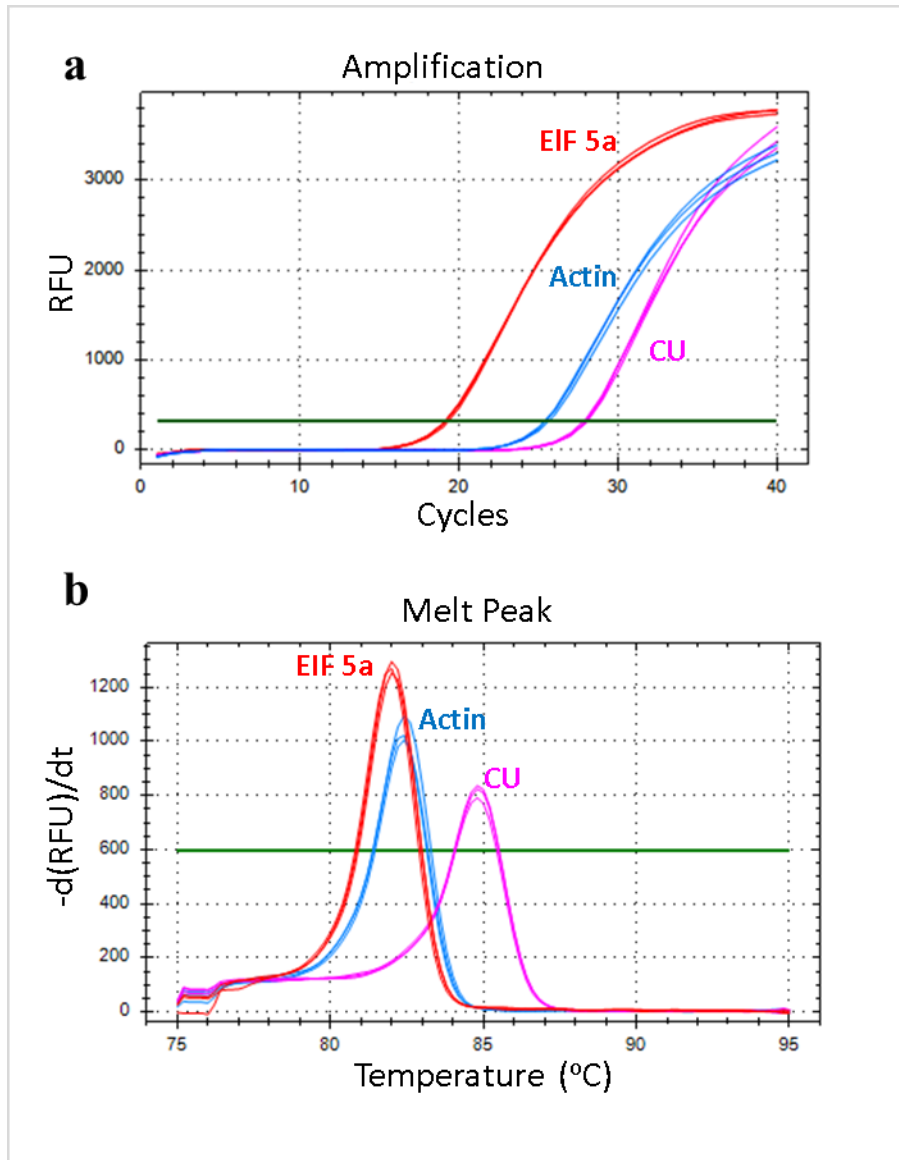 a
Amplification
EIF 5a
3000
Actin
2000
CU
1000
0
RFU
0 10 20 30 40
Cycles
b
Melt Peak
EIF 5a
1200
Actin
1000
CU
800
600
400
200
0
-d(RFU)/dt
75 80 85 90 95
Temperature (ºC)